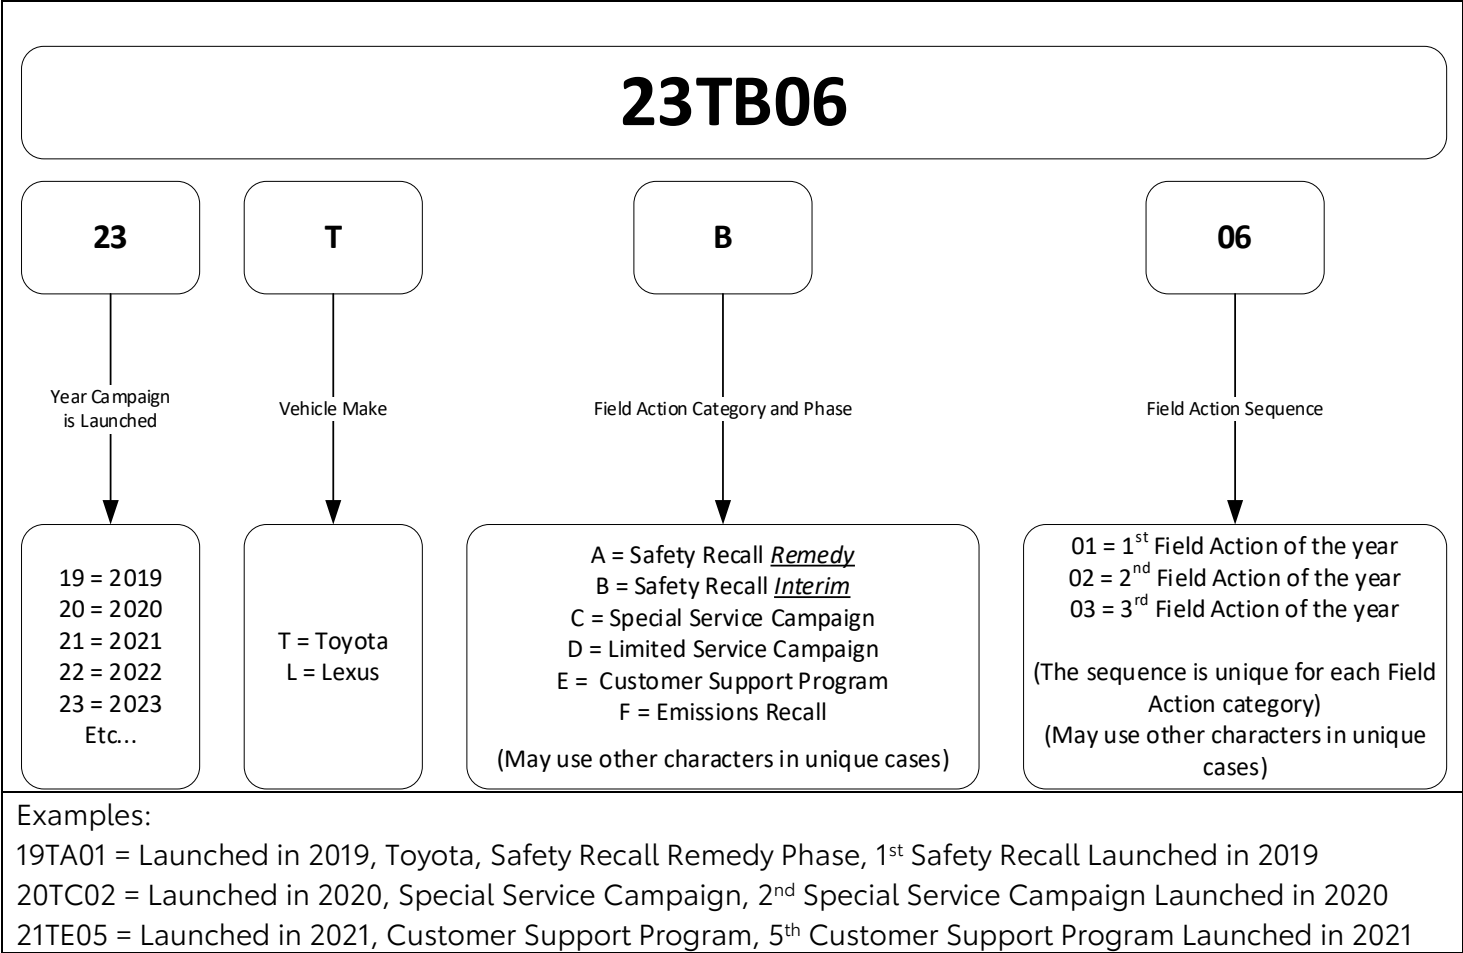 23TB06
23
T
B
06
Year Campaign
is Launched
Vehicle Make
Field Action Category and Phase
Field Action Sequence
19 = 2019
20 = 2020
21 = 2021
22 = 2022
23 = 2023
Etc...
T = Toyota
L = Lexus
A = Safety Recall Remedy
B = Safety Recall Interim
C = Special Service Campaign
D = Limited Service Campaign
E =  Customer Support Program
F = Emissions Recall
(May use other characters in unique cases)
01 = 1st Field Action of the year
02 = 2nd Field Action of the year
03 = 3rd Field Action of the year
(The sequence is unique for each Field
Action category)
(May use other characters in unique
cases)
Examples:
19TA01 = Launched in 2019, Toyota, Safety Recall Remedy Phase, 1st Safety Recall Launched in 2019
20TC02 = Launched in 2020, Special Service Campaign, 2nd Special Service Campaign Launched in 2020
21TE05 = Launched in 2021, Customer Support Program, 5th Customer Support Program Launched in 2021